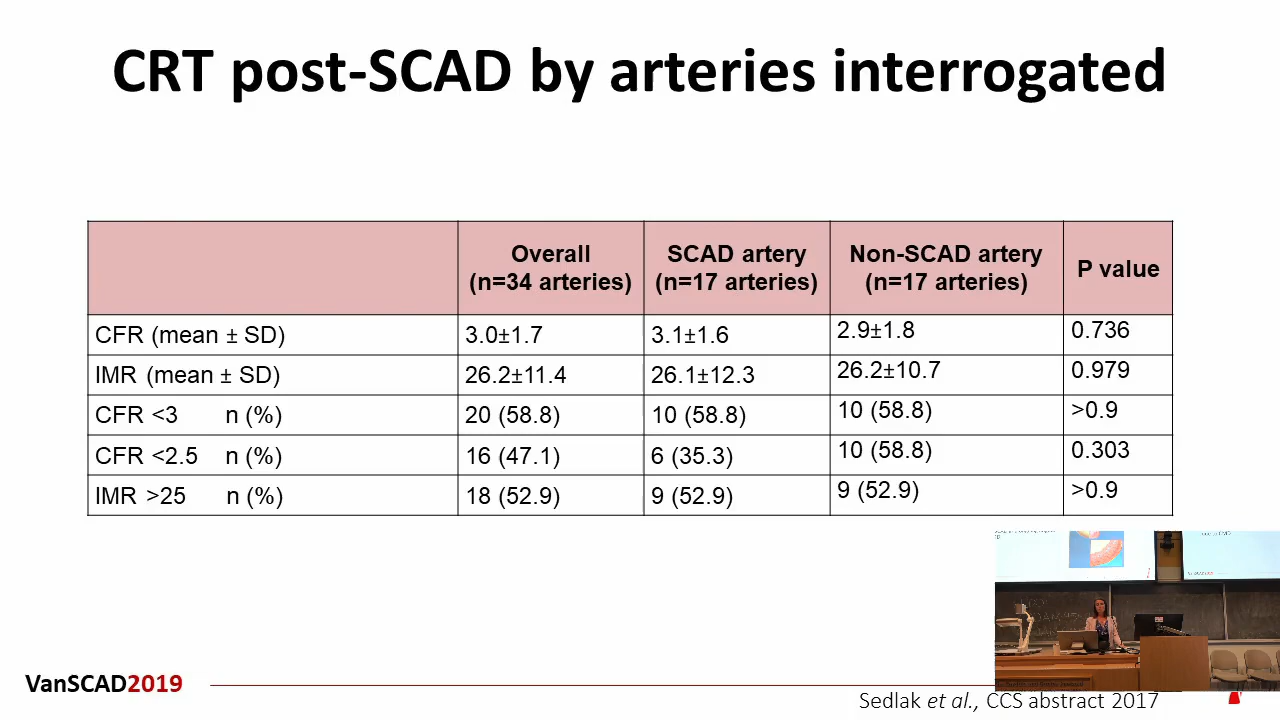 CRT post-SCAD by arteries interrogated
Overall
(n=34 arteries)
SCAD artery
(n=17 arteries)
Non-SCAD artery
(n=17 arteries)
P value
CFR (mean ± SD) 3.0±1.7 3.1±1.6 2.9±1.8 0.736
IMR (mean ± SD) 26.2±11.4 26.1±12.3 26.2±10.7 0.979
CFR <3 n (%) 20 (58.8) 10 (58.8) 10 (58.8) >0.9
CFR <2.5 n (%) 16 (47.1) 6 (35.3) 10 (58.8) 0.303
IMR >25 n (%) 18 (52.9) 9 (52.9) 9 (52.9) >0.9
VanSCAD2019
Sedlak et al., CCS abstract 2017